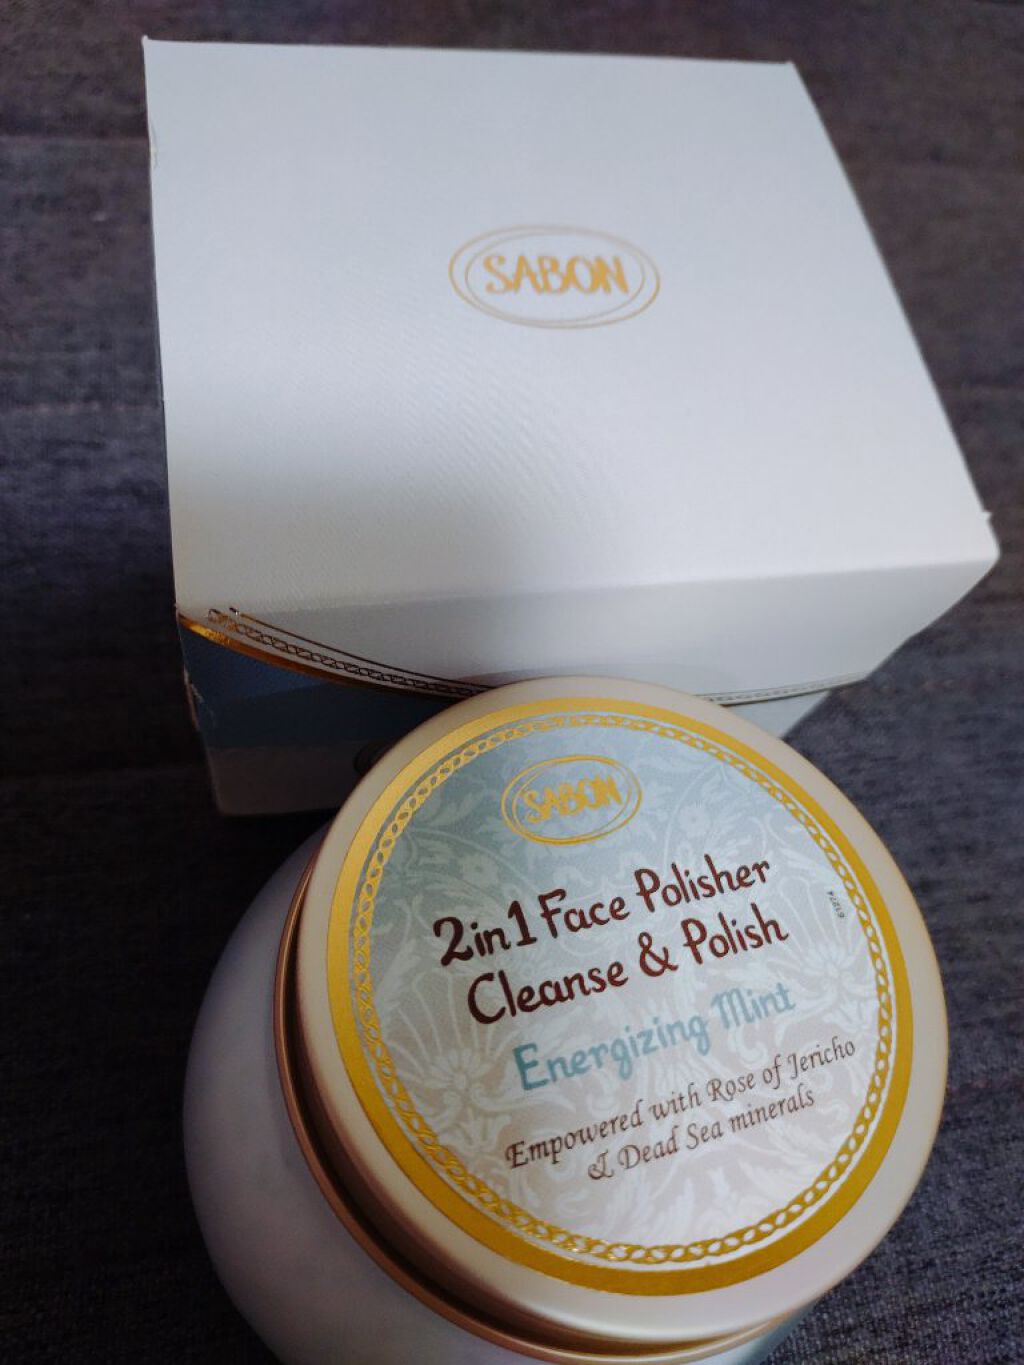 SABON
SABON
2in1 Face Polisher
Cleanse & Polish
Energizing Mint
Empowered with Rose of Jericho
& Dead Sea minerals